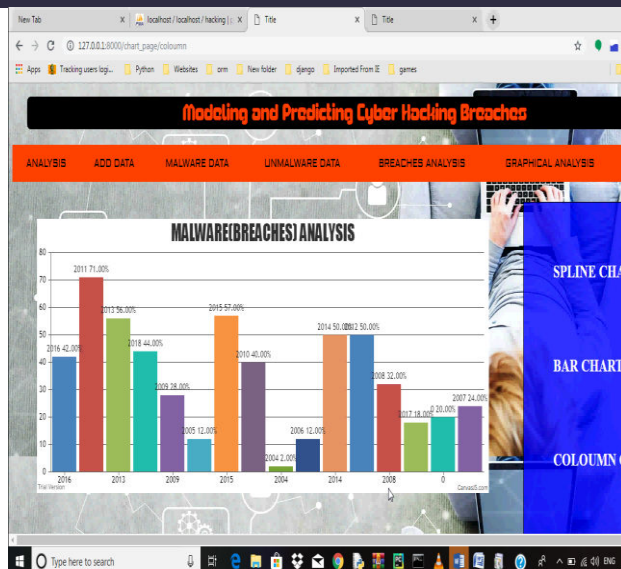 New Tab
localhost / localhost / hacking |
Title
Title
127.0.0.1:8000/chart_page/coloumn
Apps
Tracking users logi...
Python
Websites
orm
New folder
django
Imported From IE
games
Modeling and Predicting Cyber Hacking Breaches
ANALYSIS ADD DATA MALWARE DATA UNMALWARE DATA BREACHES ANALYSIS GRAPHICAL ANALYSIS
MALWARE(BREACHES) ANALYSIS
80
70
60
50
40
30
20
10
0
2016 42.00%
2011 71.00%
2013 56.00%
2018 44.00%
2009 28.00%
2005 12.00%
2015 57.00%
2010 40.00%
2004 2.00%
2006 12.00%
2014 50.00%
2012 50.00%
2008 32.00%
2017 18.00%
0 20.00%
2007 24.00%
2016 2013 2009 2015 2004 2014 2008 0
Trial Version
CanvasJS.com
SPLINE CHA
BAR CHART
COLOUMN
Type here to search
ENG